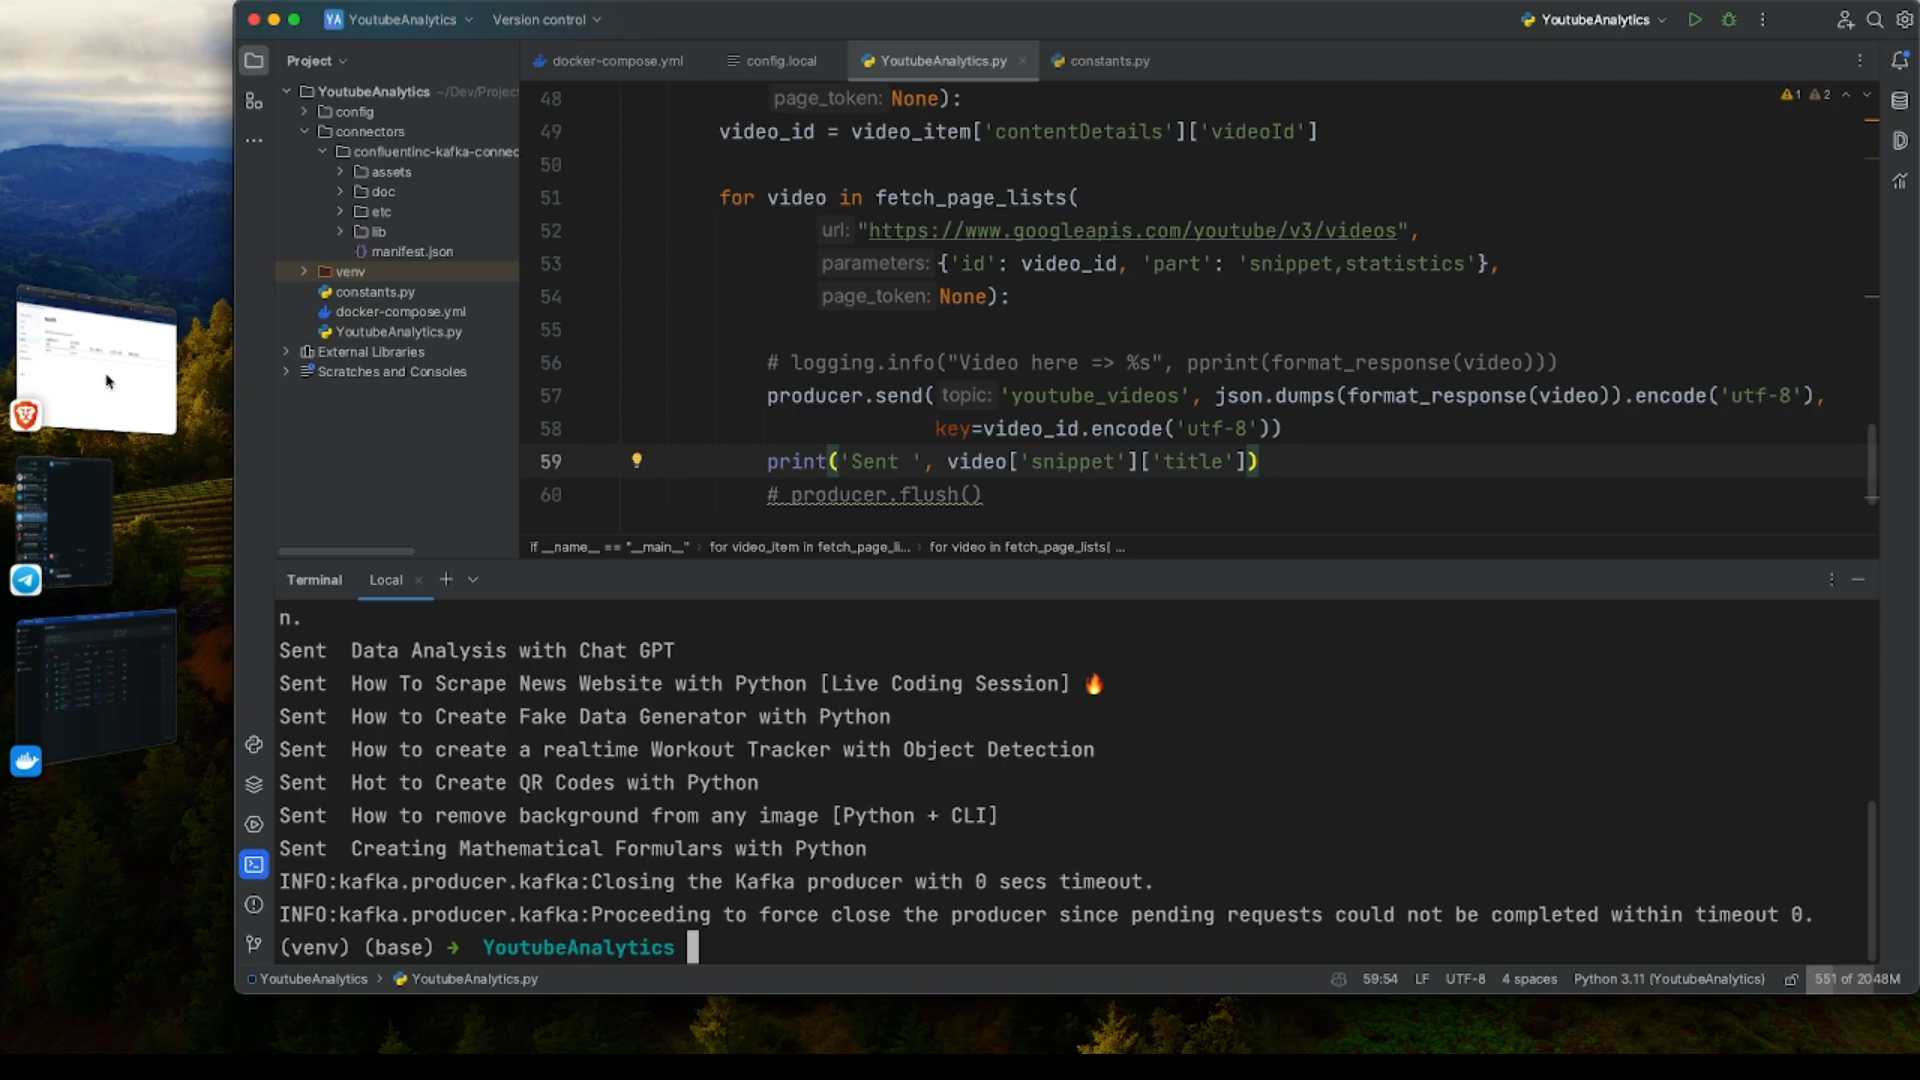 YA YoutubeAnalytics Version control YoutubeAnalytics
Project
docker-compose.yml config.local YoutubeAnalytics.py constants.py
YoutubeAnalytics ~/Dev/Project
config
connectors
confluentinc-kafka-connec
assets
doc
etc
lib
{} manifest.json
venv
constants.py
docker-compose.yml
YoutubeAnalytics.py
External Libraries
Scratches and Consoles
1 2
48 page_token: None):
49 video_id = video_item['contentDetails']['videoId']
50
51 for video in fetch_page_lists(
52 url: "https://www.googleapis.com/youtube/v3/videos",
53 parameters: {'id': video_id, 'part': 'snippet,statistics'},
54 page_token: None):
55
56 # logging.info("Video here => %s", pprint(format_response(video)))
57 producer.send( topic: 'youtube_videos', json.dumps(format_response(video)).encode('utf-8'),
58 key=video_id.encode('utf-8'))
59 print('Sent ', video['snippet']['title'])
60 # producer.flush()
if __name__ == "__main__" > for video_item in fetch_page_li... > for video in fetch_page_lists( ...
Terminal Local
n.
Sent  Data Analysis with Chat GPT
Sent  How To Scrape News Website with Python [Live Coding Session] 🔥
Sent  How to Create Fake Data Generator with Python
Sent  How to create a realtime Workout Tracker with Object Detection
Sent  Hot to Create QR Codes with Python
Sent  How to remove background from any image [Python + CLI]
Sent  Creating Mathematical Formulars with Python
INFO:kafka.producer.kafka:Closing the Kafka producer with 0 secs timeout.
INFO:kafka.producer.kafka:Proceeding to force close the producer since pending requests could not be completed within timeout 0.
(venv) (base) → YoutubeAnalytics
YoutubeAnalytics > YoutubeAnalytics.py 59:54 LF UTF-8 4 spaces Python 3.11 (YoutubeAnalytics) 551 of 2048M